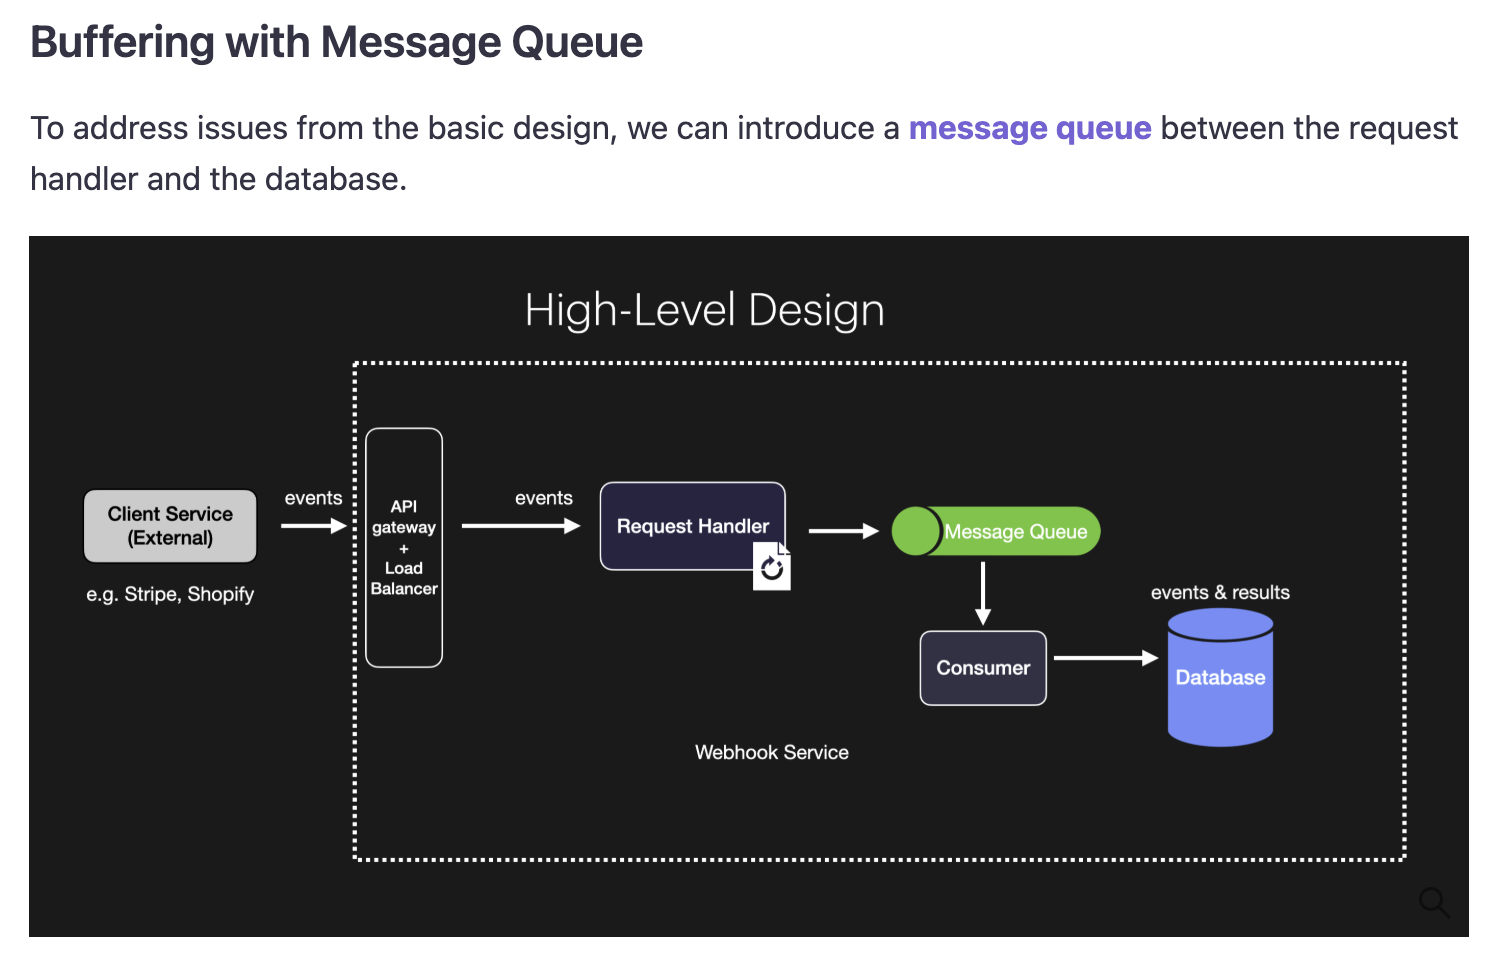 Buffering with Message Queue
To address issues from the basic design, we can introduce a message queue between the request
handler and the database.
High-Level Design
Client Service
(External)
e.g. Stripe, Shopify
events
API
gateway
+
Load
Balancer
events
Request Handler
Message Queue
Consumer
events & results
Database
Webhook Service